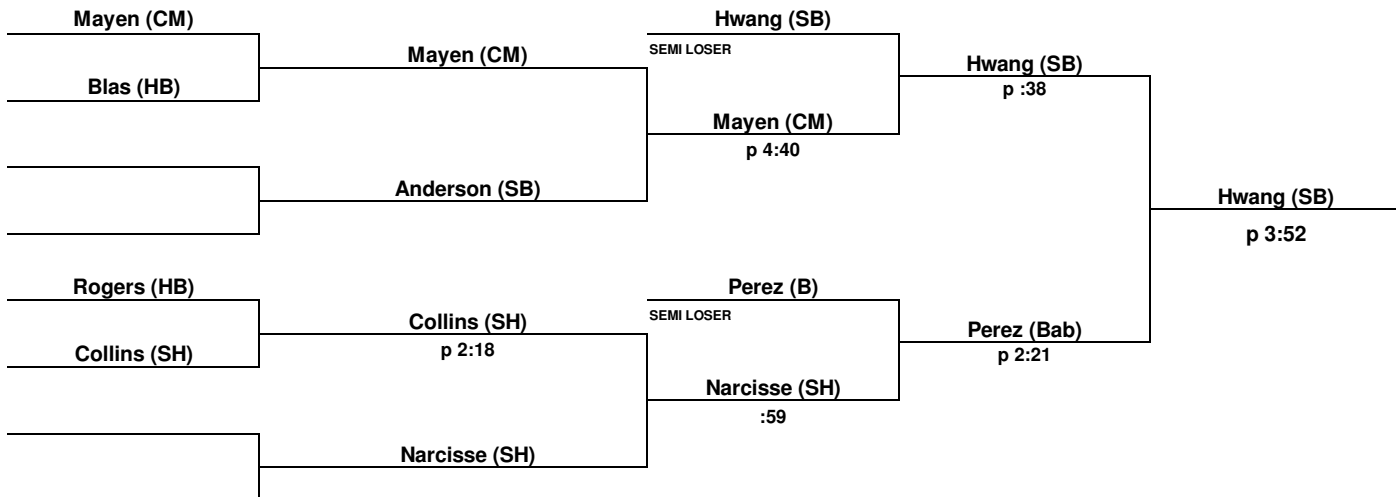 Mayen (CM)
Hwang (SB)
Mayen (CM)
SEMI LOSER
Hwang (SB)
Blas (HB)
p :38
Mayen (CM)
p 4:40
Anderson (SB)
Hwang (SB)
p 3:52
Rogers (HB)
Perez (B)
Collins (SH)
SEMI LOSER
Perez (Bab)
Collins (SH)
p 2:18
p 2:21
Narcisse (SH)
:59
Narcisse (SH)